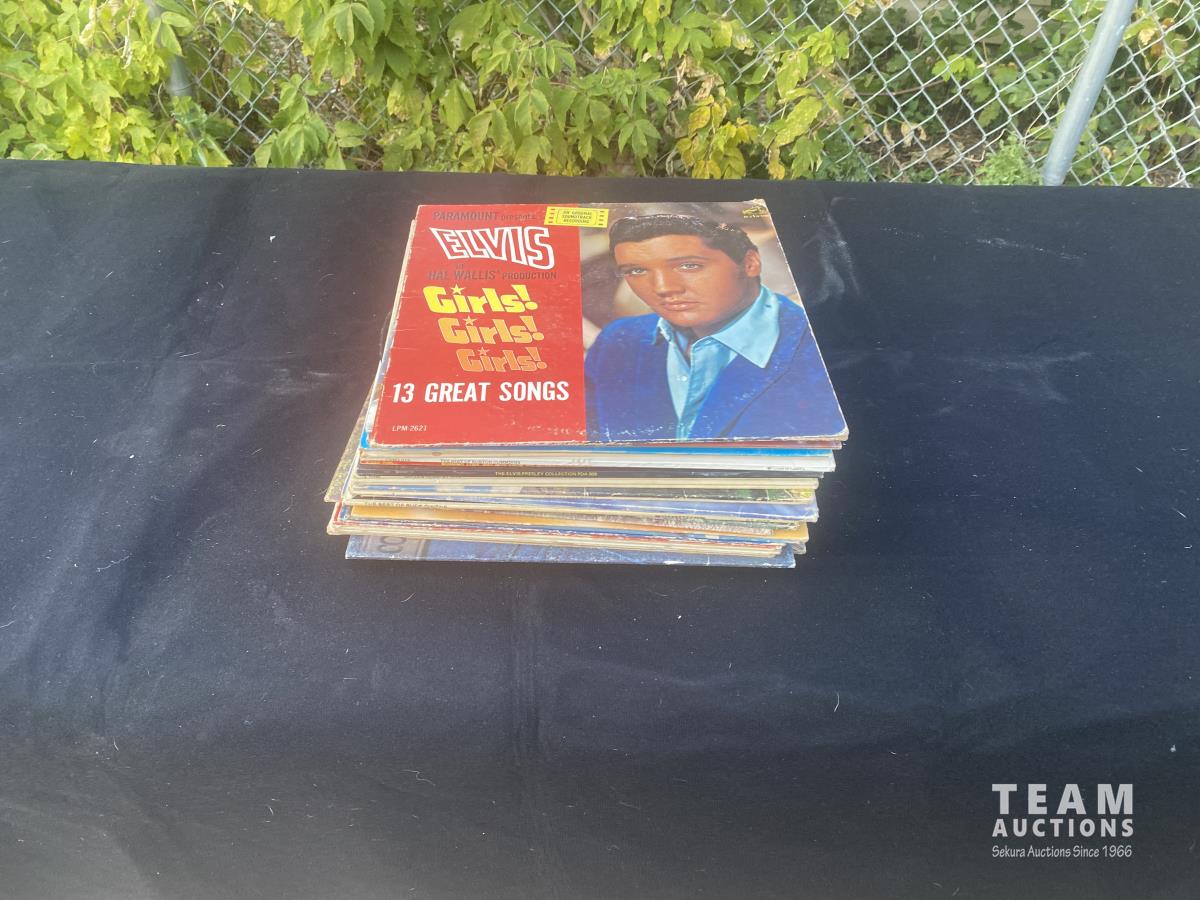 PARAMOUNT presents
AN ORIGINAL
SOUNDTRACK
RECORDING
ELVIS
HAL WALLIS' PRODUCTION
Girls!
Girls!
Girls!
13 GREAT SONGS
LPM-2621
THE ELVIS PRESLEY COLLECTION
TEAM
AUCTIONS
Sekura Auctions Since 1966